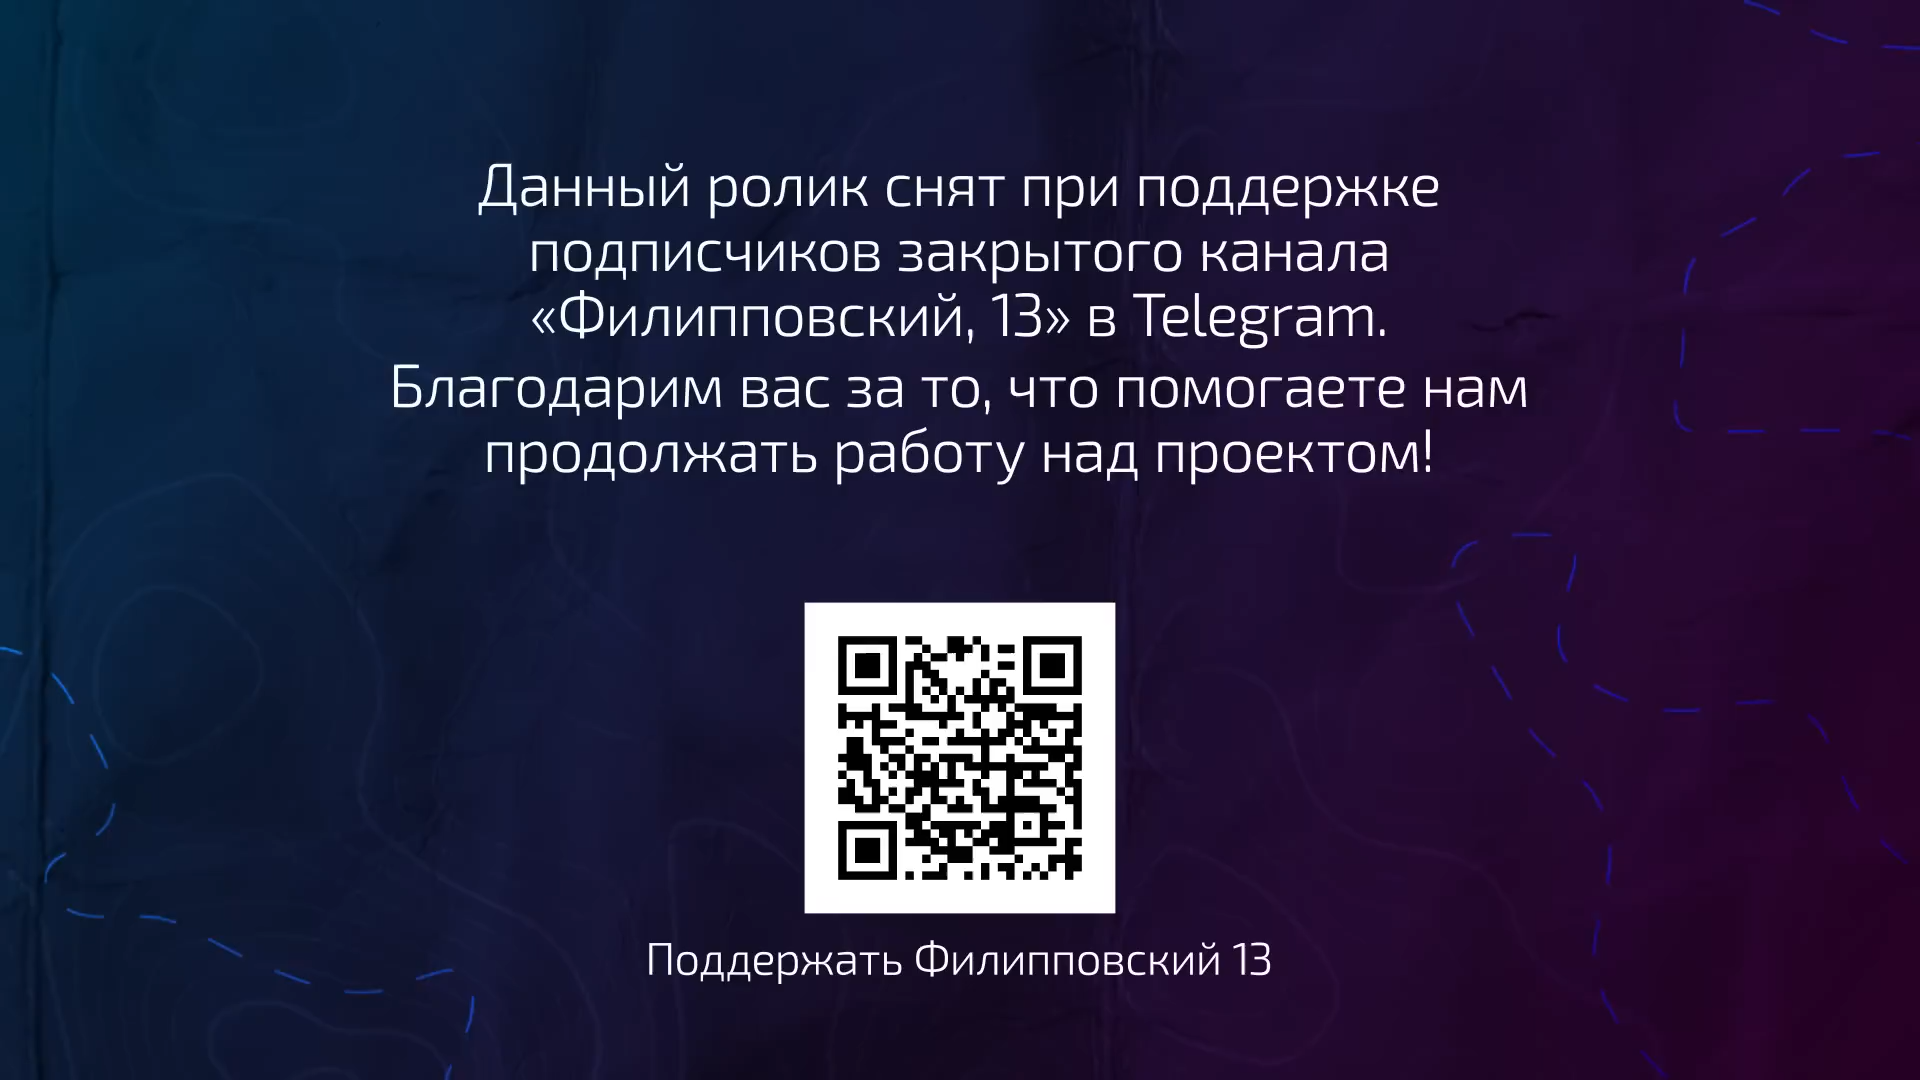 Данный ролик снят при поддержке
подписчиков закрытого канала
«Филипповский, 13» в Telegram.
Благодарим вас за то, что помогаете нам
продолжать работу над проектом!
Поддержать Филипповский 13